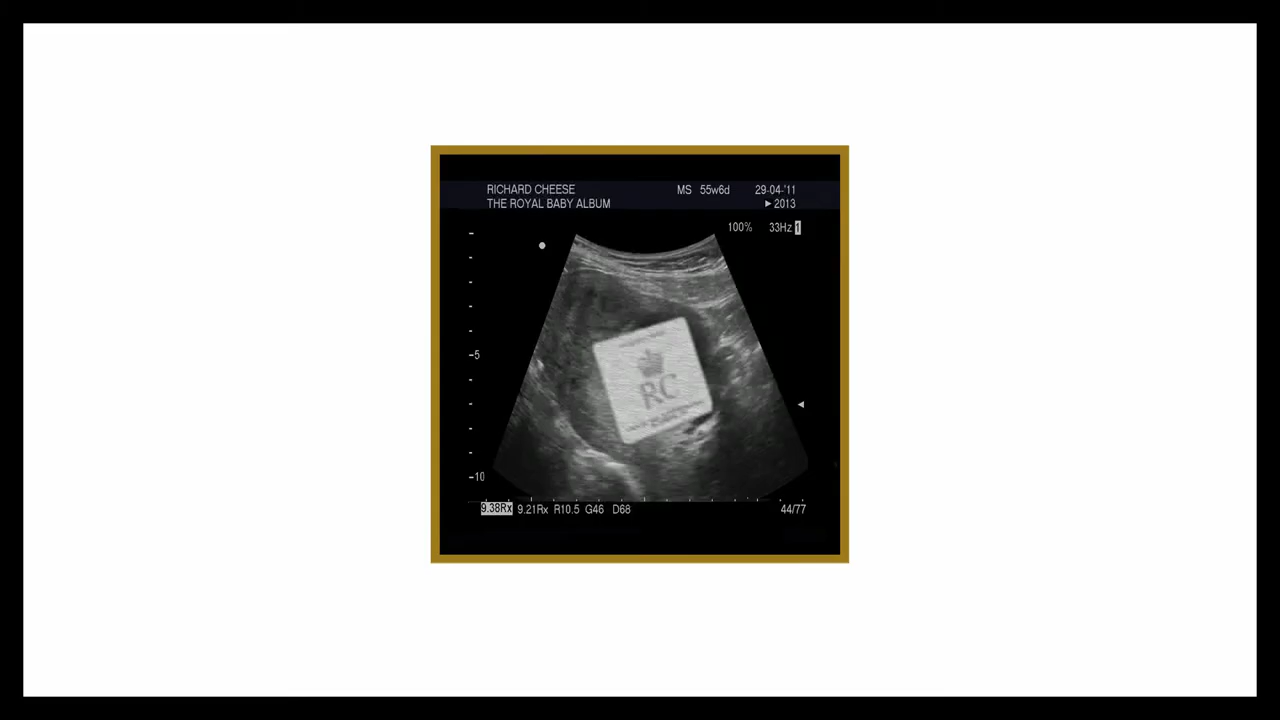 RICHARD CHEESE MS 55w6d 29-04-'11
THE ROYAL BABY ALBUM ▶ 2013
100% 33Hz 1
-5
RC
-10
9.38Rx 9.21Rx R10.5 G46 D68 44/77